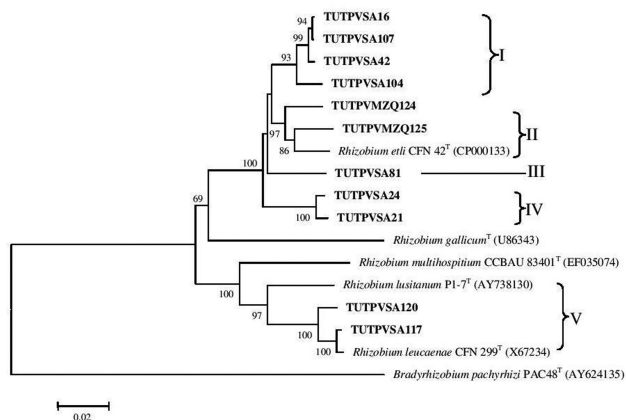 94
TUTPVSA16
99
TUTPVSA107
TUTPVSA42
I
93
TUTPVSA104
TUTPVMZQ124
97
TUTPVMZQ125
II
86
Rhizobium etli CFN 42T (CP000133)
100
TUTPVSA81
III
TUTPVSA24
69
IV
100
TUTPVSA21
Rhizobium gallicumT (U86343)
Rhizobium multihospitium CCBAU 83401T (EF035074)
100
Rhizobium lusitanum P1-7T (AY738130)
97
TUTPVSA120
V
100
TUTPVSA117
100
Rhizobium leucaenae CFN 299T (X67234)
Bradyrhizobium pachyrhizi PAC48T (AY624135)
0.02